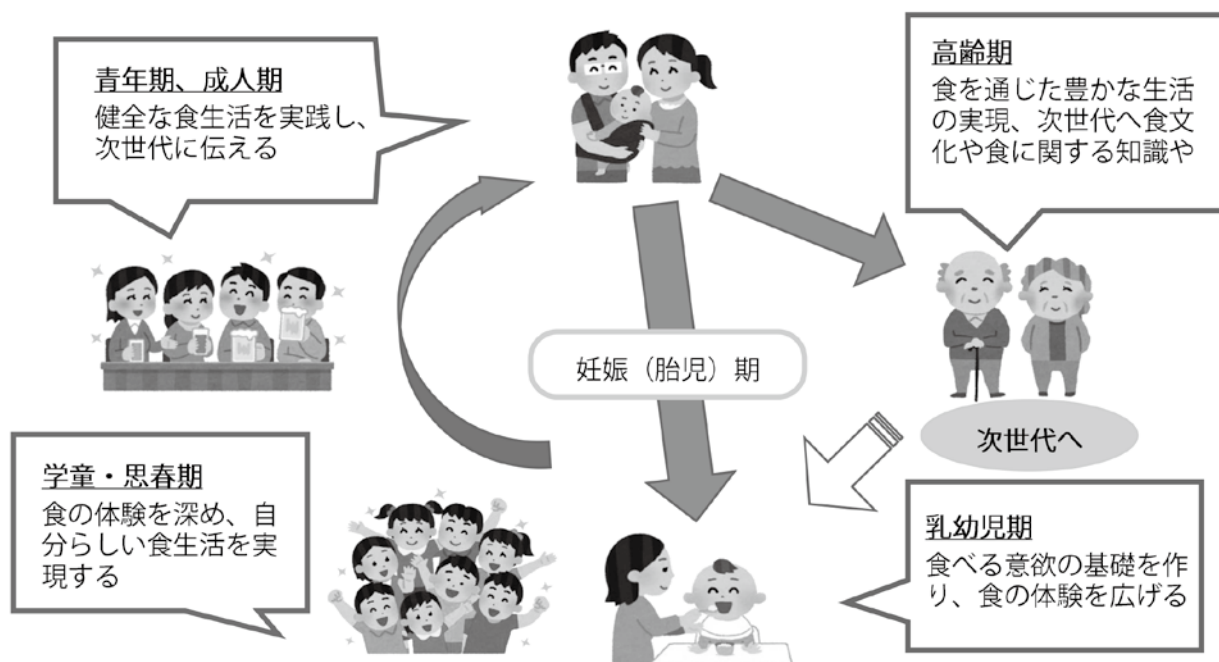 青年期、成人期
健全な食生活を実践し、
次世代に伝える
高齢期
食を通じた豊かな生活
の実現、次世代へ食文
化や食に関する知識や
妊娠（胎児）期
次世代へ
学童・思春期
食の体験を深め、自
分らしい食生活を実
現する
乳幼児期
食べる意欲の基礎を作
り、食の体験を広げる